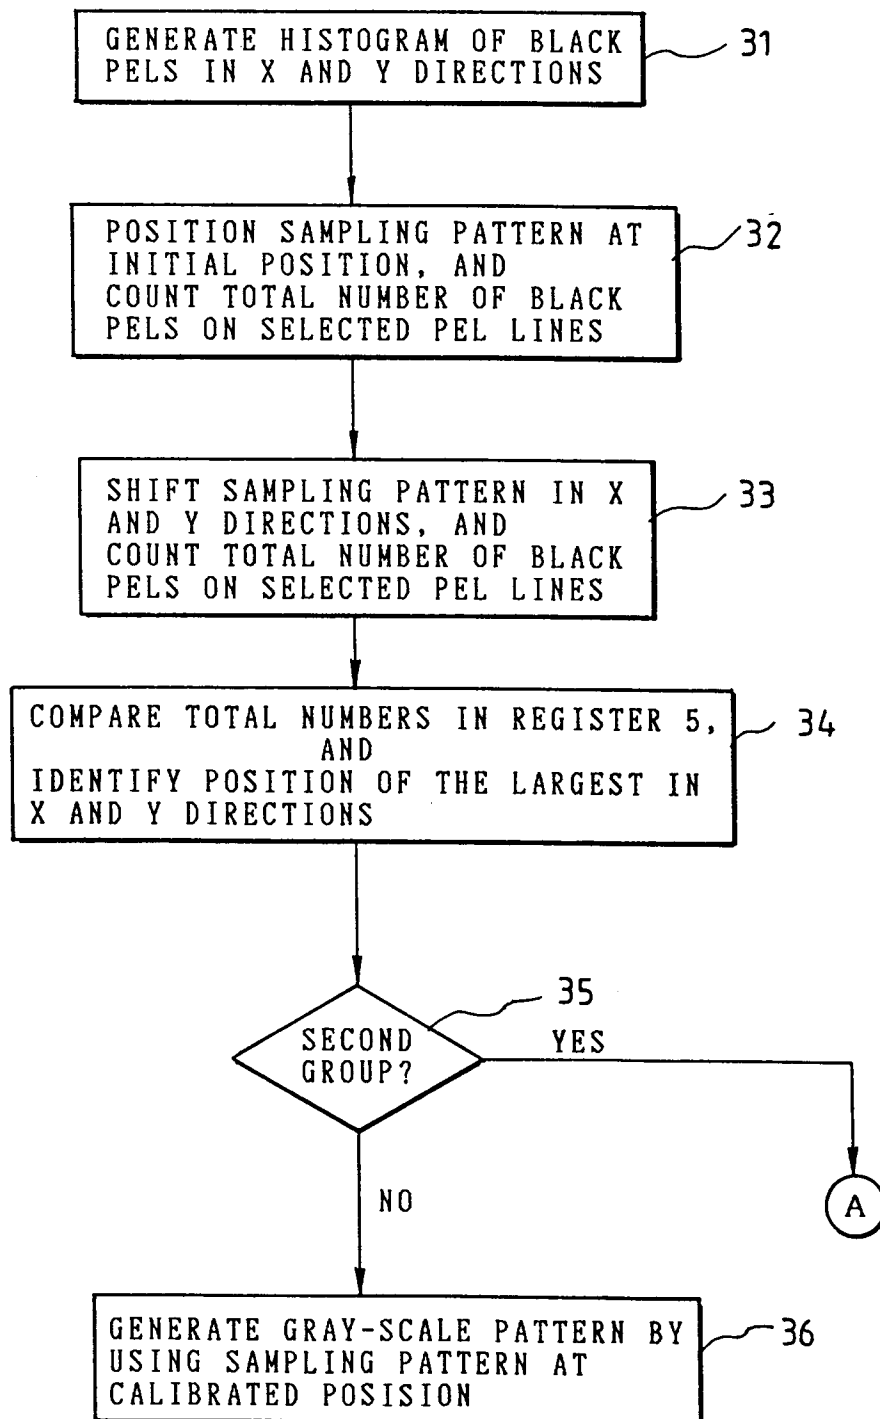 GENERATE HISTOGRAM OF BLACK
PELS IN X AND Y DIRECTIONS
31
POSITION SAMPLING PATTERN AT
INITIAL POSITION, AND
COUNT TOTAL NUMBER OF BLACK
PELS ON SELECTED PEL LINES
32
SHIFT SAMPLING PATTERN IN X
AND Y DIRECTIONS, AND
COUNT TOTAL NUMBER OF BLACK
PELS ON SELECTED PEL LINES
33
COMPARE TOTAL NUMBERS IN REGISTER 5,
AND
IDENTIFY POSITION OF THE LARGEST IN
X AND Y DIRECTIONS
34
SECOND
GROUP?
35
YES
A
NO
GENERATE GRAY-SCALE PATTERN BY
USING SAMPLING PATTERN AT
CALIBRATED POSISION
36